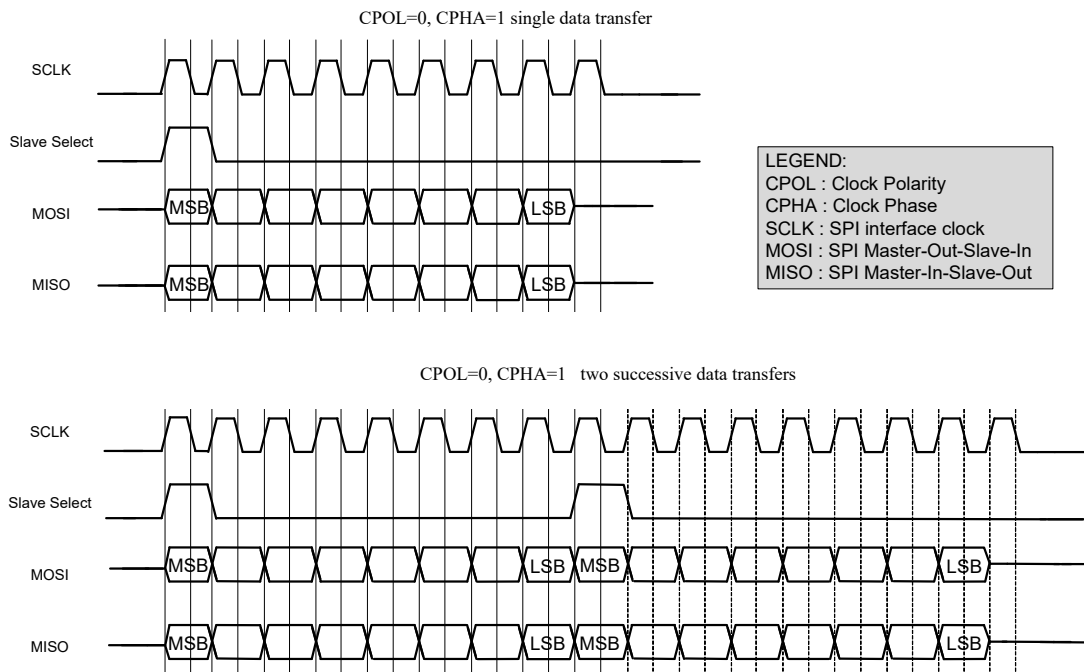 CPOL=0, CPHA=1 single data transfer
SCLK
Slave Select
MOSI
MSB
LSB
MISO
MSB
LSB
LEGEND:
CPOL : Clock Polarity
CPHA : Clock Phase
SCLK : SPI interface clock
MOSI : SPI Master-Out-Slave-In
MISO : SPI Master-In-Slave-Out
CPOL=0, CPHA=1 two successive data transfers
SCLK
Slave Select
MOSI
MSB
LSB
MSB
LSB
MISO
MSB
LSB
MSB
LSB